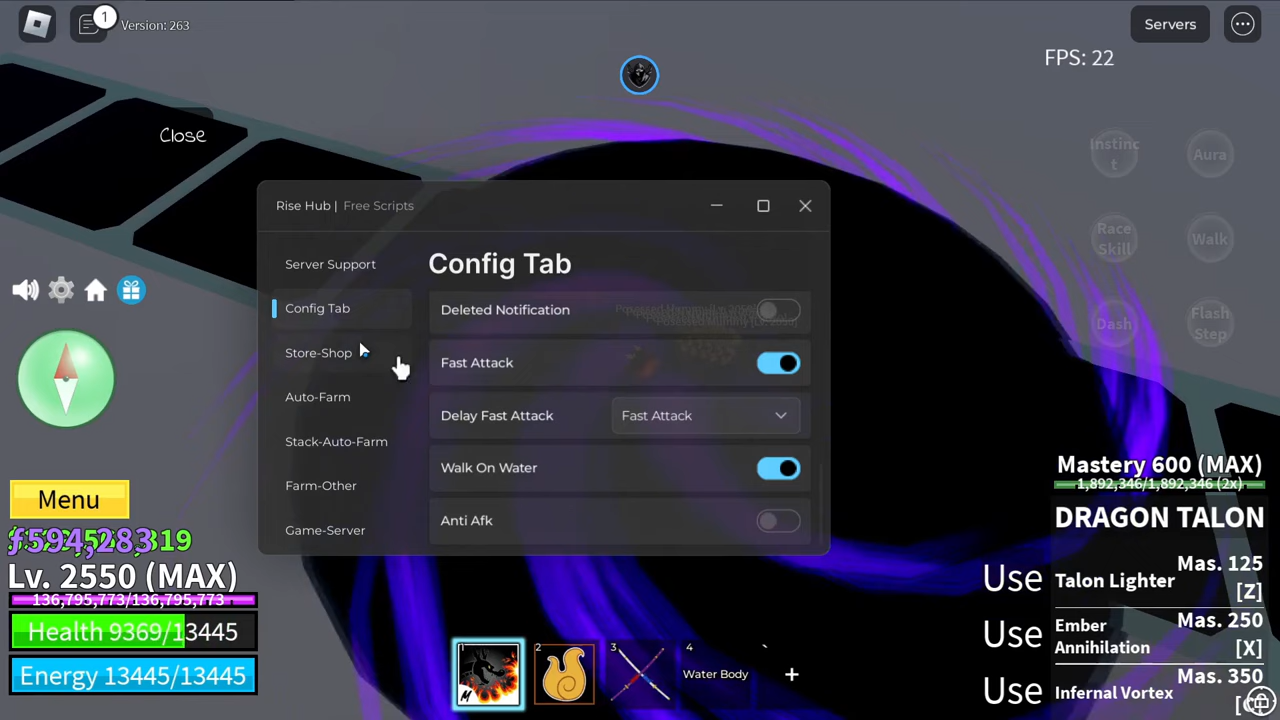 1
Version: 263
Servers
FPS: 22
Close
Instinc
t
Aura
Race
Skill
Walk
Dash
Flash
Step
Rise Hub | Free Scripts
Server Support
Config Tab
Store-Shop
Auto-Farm
Stack-Auto-Farm
Farm-Other
Game-Server
Config Tab
Deleted Notification
Fast Attack
Delay Fast Attack
Fast Attack
Walk On Water
Anti Afk
Menu
ƒ594,283
319
Lv. 2550 (MAX)
136,795,773/136,795,773
Health 9369/13445
Energy 13445/13445
1
M
2
3
4
Water Body
+
Mastery 600 (MAX)
1,892,346/1,892,346 (2x)
DRAGON TALON
Mas. 125
Use Talon Lighter
[Z]
Mas. 250
Use Ember
Annihilation
[X]
Mas. 350
Use Infernal Vortex